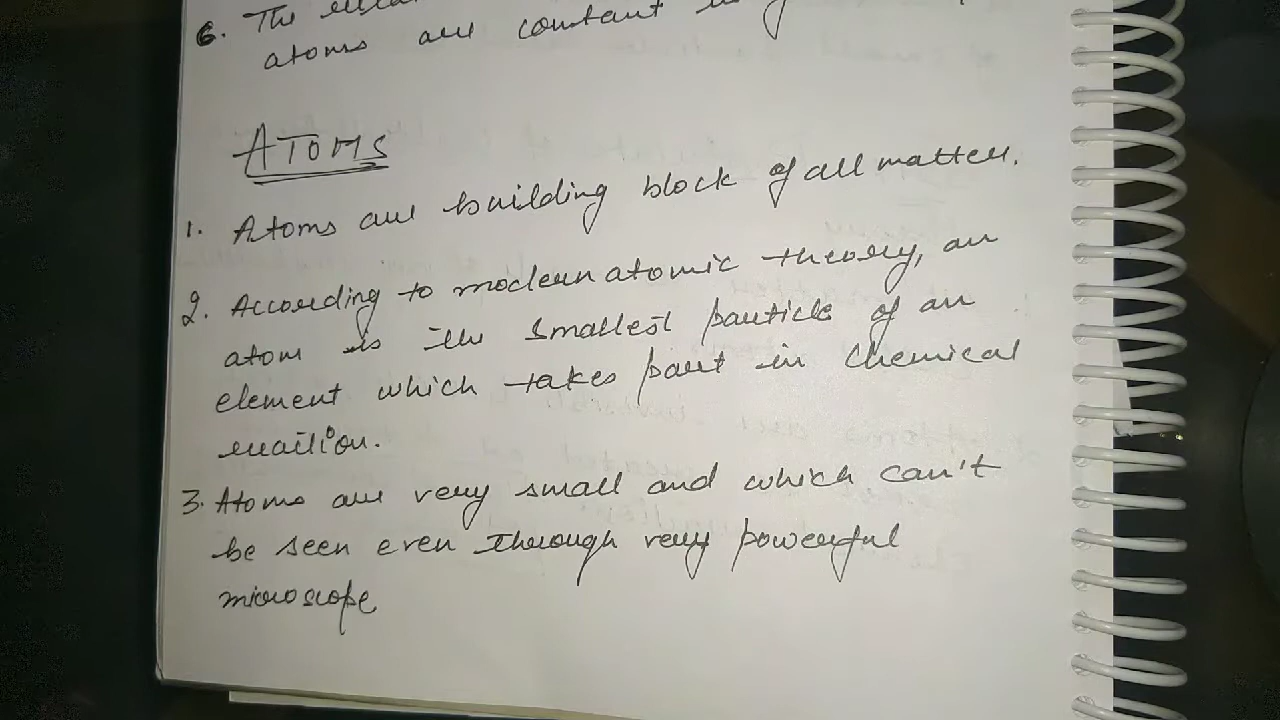 6. The
atoms are constant
ATOMS
1. Atoms are building block of all matter.
2. According to modern atomic theory, an
atom is the smallest particle of an
element which takes part in chemical
reaction.
3. Atoms are very small and which can't
be seen even through very powerful
microscope